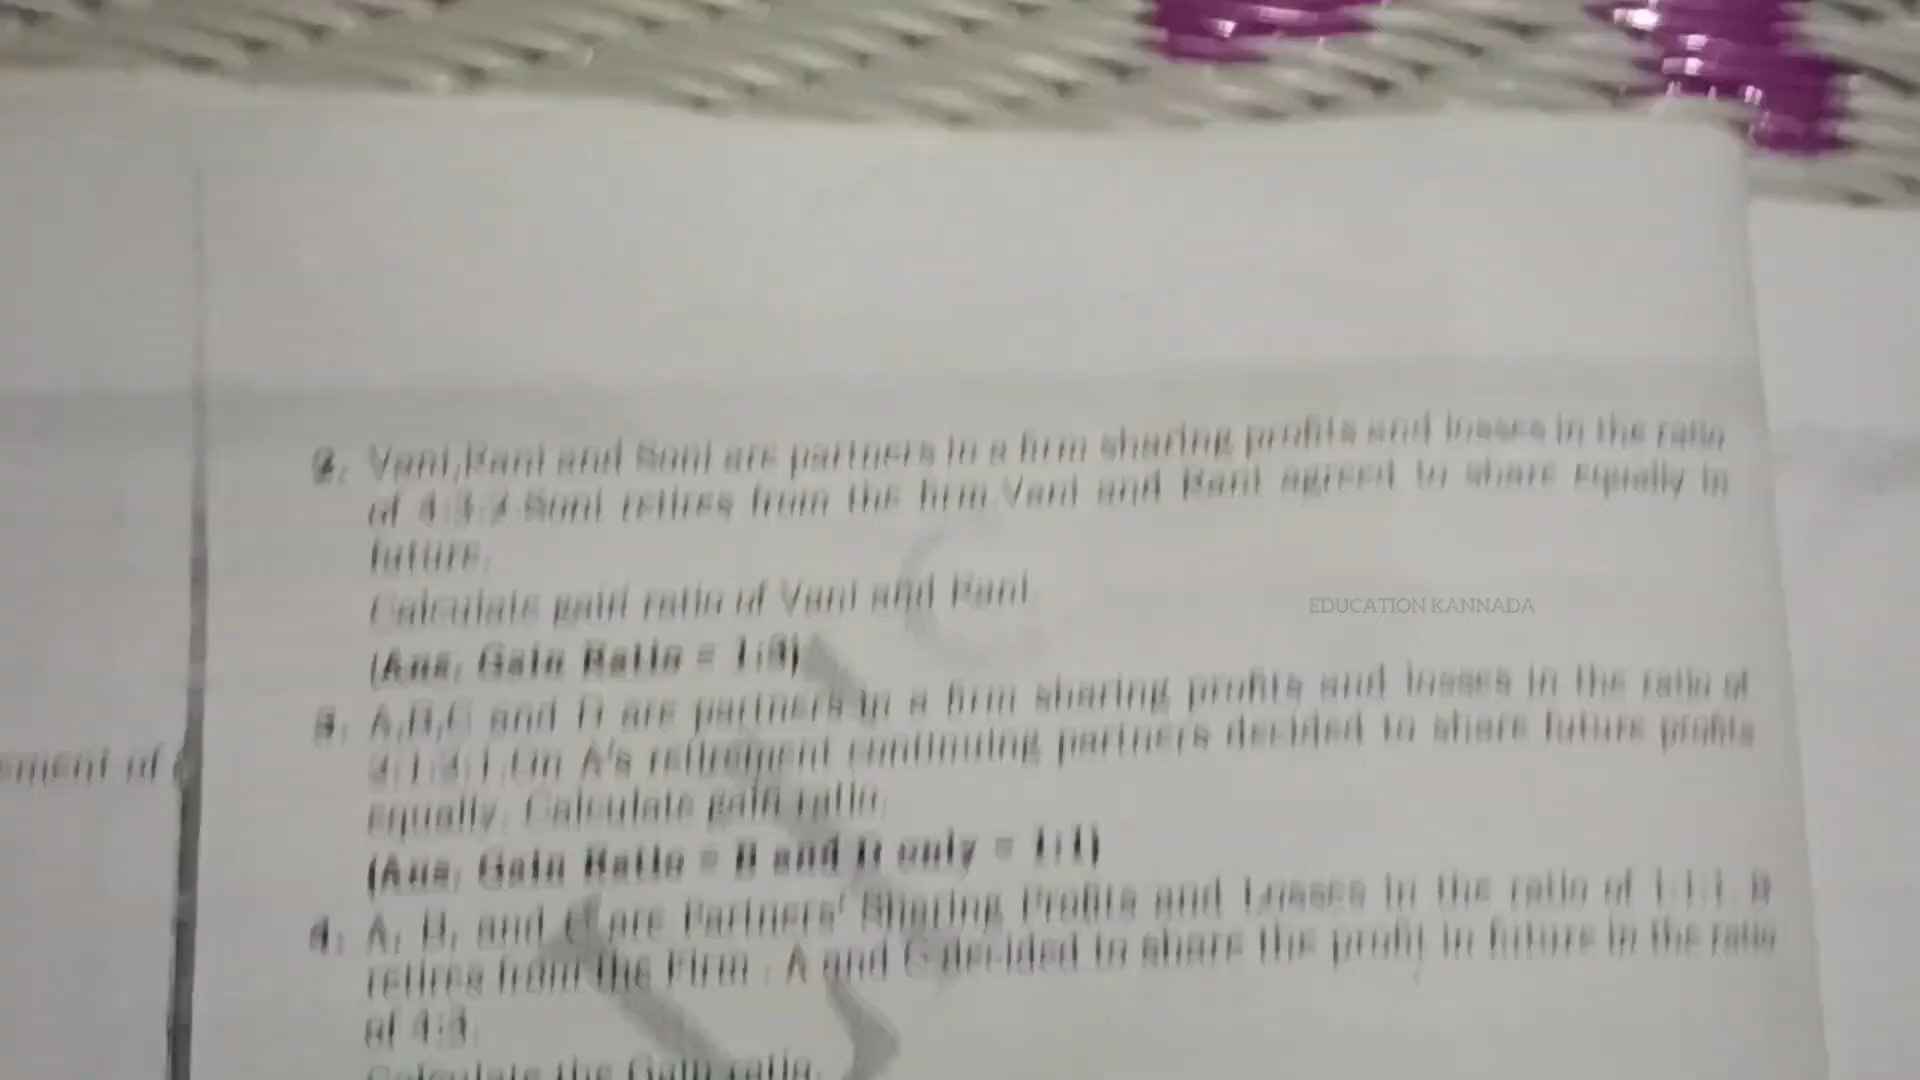 2. Vani,Rani and Soni are partners in a firm sharing profits and losses in the ratio
of 4:3:2.Soni retires from the firm.Vani and Rani agreed to share equally in
future.
Calculate gain ratio of Vani and Rani.
(Ans: Gain Ratio = 1:3)
EDUCATION KANNADA
3. A,B,C and D are partners in a firm sharing profits and losses in the ratio of
On A's retirement continuing partners decided to share future profits
equally. Calculate gain ratio.
(Ans: Gain Ratio = B and D only = 1:1)
4. A, B, and C are Partners' Sharing Profits and Losses in the ratio of 1:1:1. B
retires from the Firm . A and C decided to share the profit in future in the ratio
of
Calculate the Gain ratio.